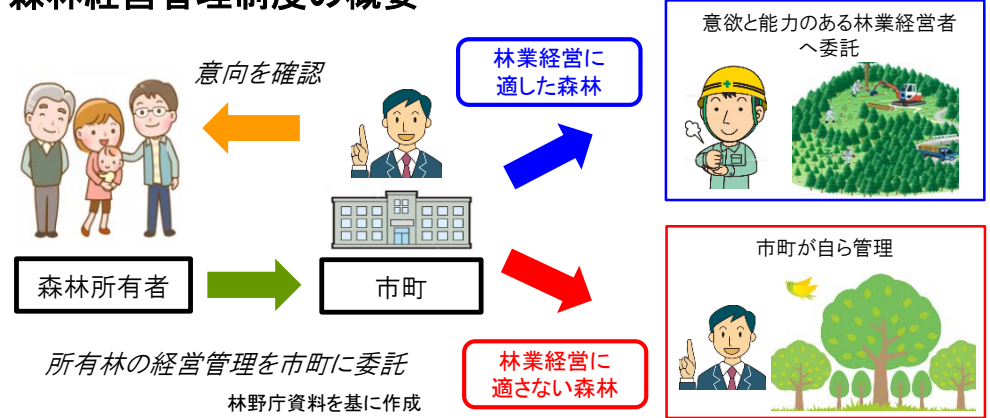 森林経営管理制度の概要
意欲と能力のある林業経営者
へ委託
意向を確認
林業経営に
適した森林
市町が自ら管理
森林所有者
市町
所有林の経営管理を市町に委託
林業経営に
適さない森林
林野庁資料を基に作成